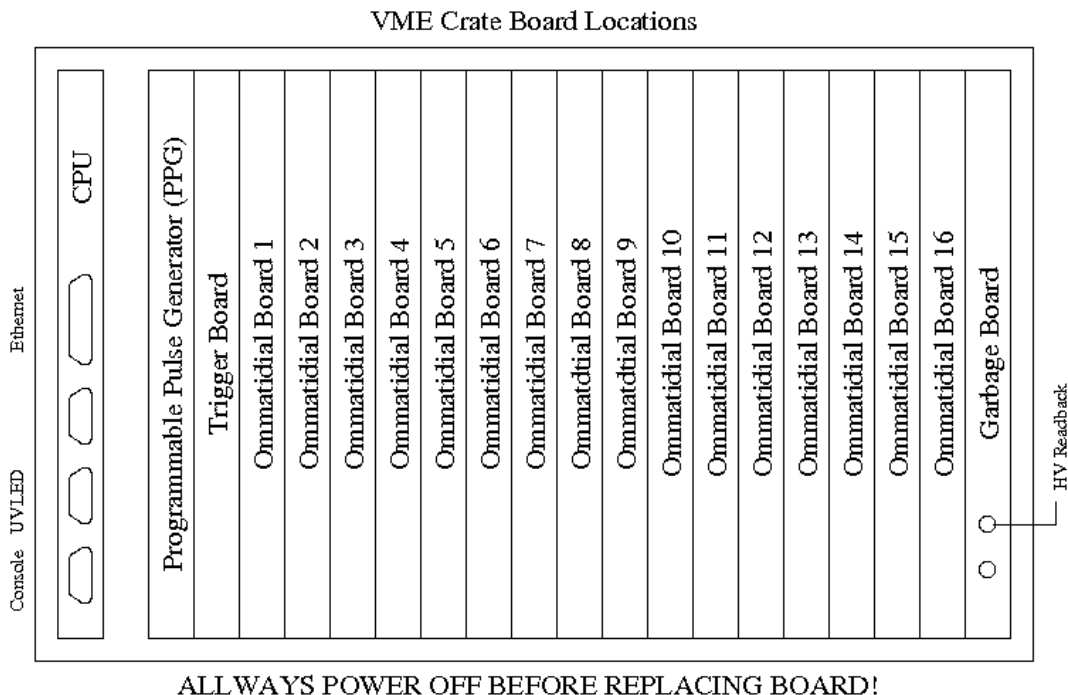 VME Crate Board Locations
Ethernet
UVLED
Console
CPU
Programmable Pulse Generator (PPG)
Trigger Board
Ommatidial Board 1
Ommatidial Board 2
Ommatidial Board 3
Ommatidial Board 4
Ommatidial Board 5
Ommatidial Board 6
Ommatidial Board 7
Ommatdtial Board 8
Ommatdtial Board 9
Ommatidial Board 10
Ommatidial Board 11
Ommatidial Board 12
Ommatidial Board 13
Ommatidial Board 14
Ommatidial Board 15
Ommatidial Board 16
Garbage Board
HV Readback
ALLWAYS POWER OFF BEFORE REPLACING BOARD!